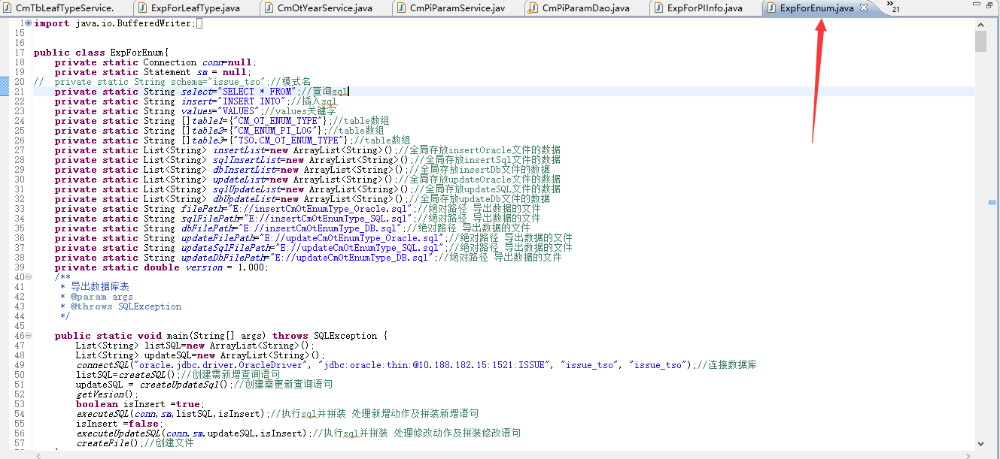 CmTbLeafTypeService. ExpForLeafType.java CmOtYearService.java CmPiParamService.jav CmPiParamDao.java ExpForPIInfo.java ExpForEnum.java 21
1 import java.io.BufferedWriter;
15
16
17 public class ExpForEnum{
18 private static Connection conn=null;
19 private static Statement sm = null;
20 // private static String schema="issue_tso";//模式名
21 private static String select="SELECT * FROM";//查询sql
22 private static String insert="INSERT INTO";//插入sql
23 private static String values="VALUES";//values关键字
24 private static String []table1={"CM_OT_ENUM_TYPE"};//table数组
25 private static String []table2={"CM_ENUM_PI_LOG"};//table数组
26 private static String []table3={"TSO.CM_OT_ENUM_TYPE"};//table数组
27 private static List<String> insertList=new ArrayList<String>();//全局存放insertOracle文件的数据
28 private static List<String> sqlInsertList=new ArrayList<String>();//全局存放insertSql文件的数据
29 private static List<String> dbInsertList=new ArrayList<String>();//全局存放insertDb文件的数据
30 private static List<String> updateList=new ArrayList<String>();//全局存放updateOracle文件的数据
31 private static List<String> sqlUpdateList=new ArrayList<String>();//全局存放updateSQL文件的数据
32 private static List<String> dbUpdateList=new ArrayList<String>();//全局存放updateDb文件的数据
33 private static String filePath="E://insertCmOtEnumType_Oracle.sql";//绝对路径 导出数据的文件
34 private static String sqlFilePath="E://insertCmOtEnumType_SQL.sql";//绝对路径 导出数据的文件
35 private static String dbFilePath="E://insertCmOtEnumType_DB.sql";//绝对路径 导出数据的文件
36 private static String updateFilePath="E://updateCmOtEnumType_Oracle.sql";//绝对路径 导出数据的文件
37 private static String updateSqlFilePath="E://updateCmOtEnumType_SQL.sql";//绝对路径 导出数据的文件
38 private static String updateDbFilePath="E://updateCmOtEnumType_DB.sql";//绝对路径 导出数据的文件
39 private static double version = 1.000;
40 /**
41 * 导出数据库表
42 * @param args
43 * @throws SQLException
44 */
45
46 public static void main(String[] args) throws SQLException {
47 List<String> listSQL=new ArrayList<String>();
48 List<String> updateSQL=new ArrayList<String>();
49 connectSQL("oracle.jdbc.driver.OracleDriver", "jdbc:oracle:thin:@10.188.182.15:1521:ISSUE", "issue_tso", "issue_tso");//连接数据库
50 listSQL=createSQL();//创建需新增查询语句
51 updateSQL = createUpdateSql();//创建需更新查询语句
52 getVesion();
53 boolean isInsert =true;
54 executeSQL(conn,sm,listSQL,isInsert);//执行sql并拼装 处理新增动作及拼装新增语句
55 isInsert =false;
56 executeUpdateSQL(conn,sm,updateSQL,isInsert);//执行sql并拼装 处理修改动作及拼装修改语句
57 createFile();//创建文件